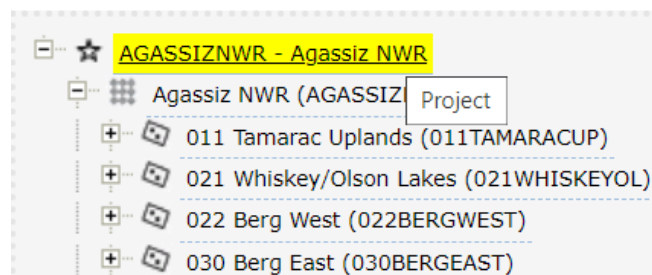 AGASSIZNWR - Agassiz NWR
Agassiz NWR (AGASSIZ
Project
011 Tamarac Uplands (011TAMARACUP)
021 Whiskey/Olson Lakes (021WHISKEYOL)
022 Berg West (022BERGWEST)
030 Berg East (030BERGEAST)